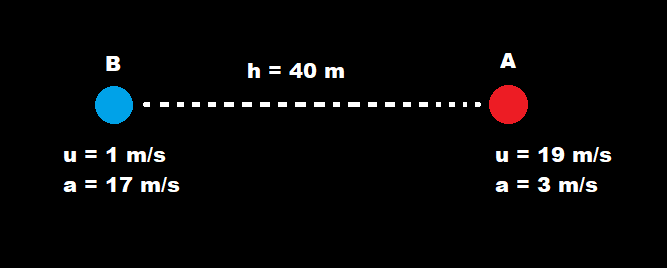 B
h = 40 m
A
u = 1 m/s
a = 17 m/s
u = 19 m/s
a = 3 m/s